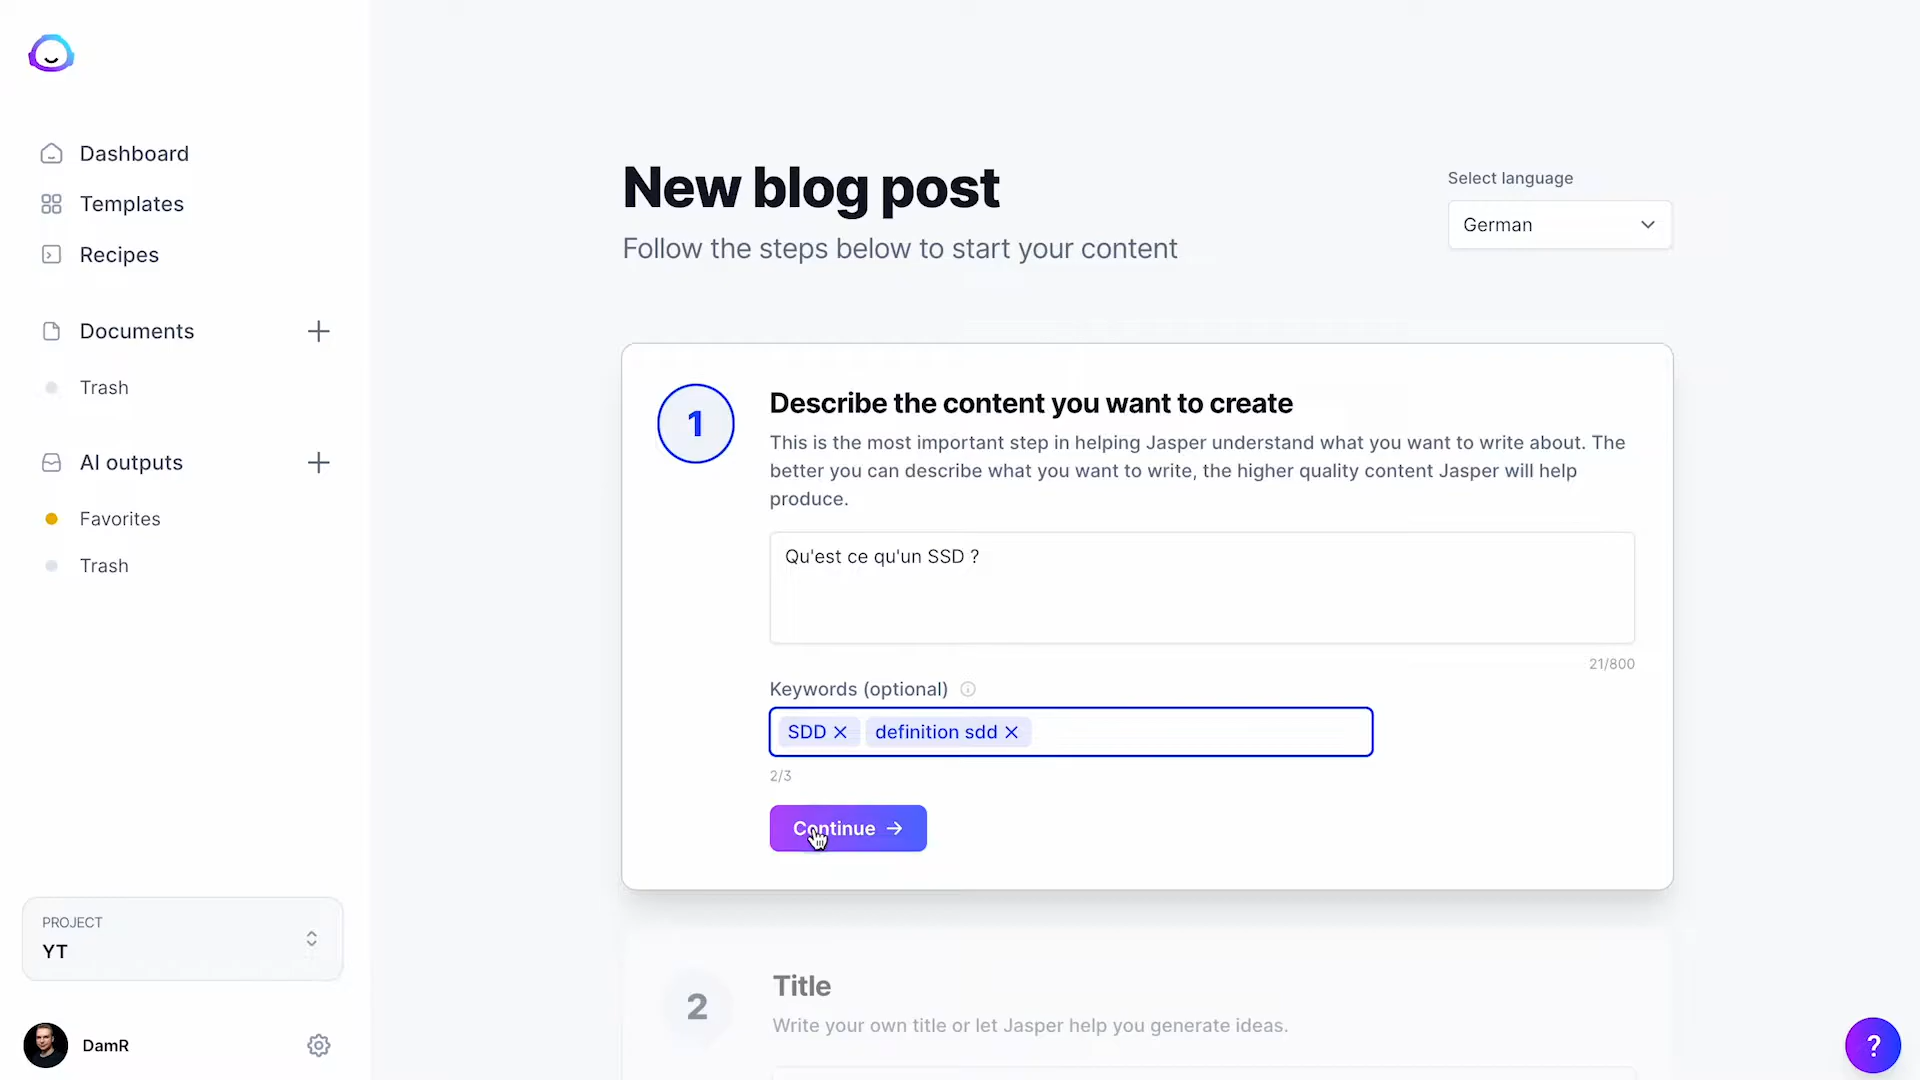 Dashboard
Templates
Recipes
Documents
Trash
AI outputs
Favorites
Trash
PROJECT
YT
DamR
New blog post
Follow the steps below to start your content
Select language
German
1
Describe the content you want to create
This is the most important step in helping Jasper understand what you want to write about. The
better you can describe what you want to write, the higher quality content Jasper will help
produce.
Qu'est ce qu'un SSD ?
21/800
Keywords (optional)
SDD
definition sdd
2/3
Continue
2
Title
Write your own title or let Jasper help you generate ideas.
?